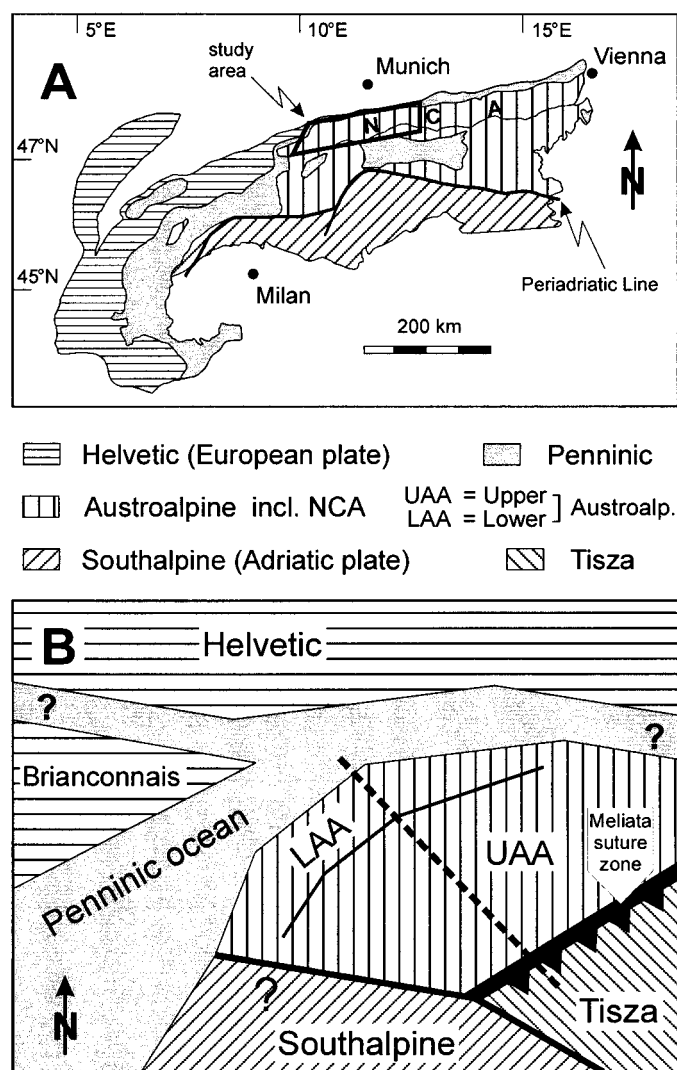 5°E 10°E 15°E
study
area
Munich
Vienna
A
N C A
47°N
N
45°N
Milan
Periadriatic Line
200 km
Helvetic (European plate)
Penninic
Austroalpine incl. NCA
UAA = Upper
LAA = Lower
Austroalp.
Southalpine (Adriatic plate)
Tisza
B
Helvetic
?
?
Brianconnais
Penninic ocean
LAA
UAA
Meliata
suture
zone
?
N
Southalpine
Tisza